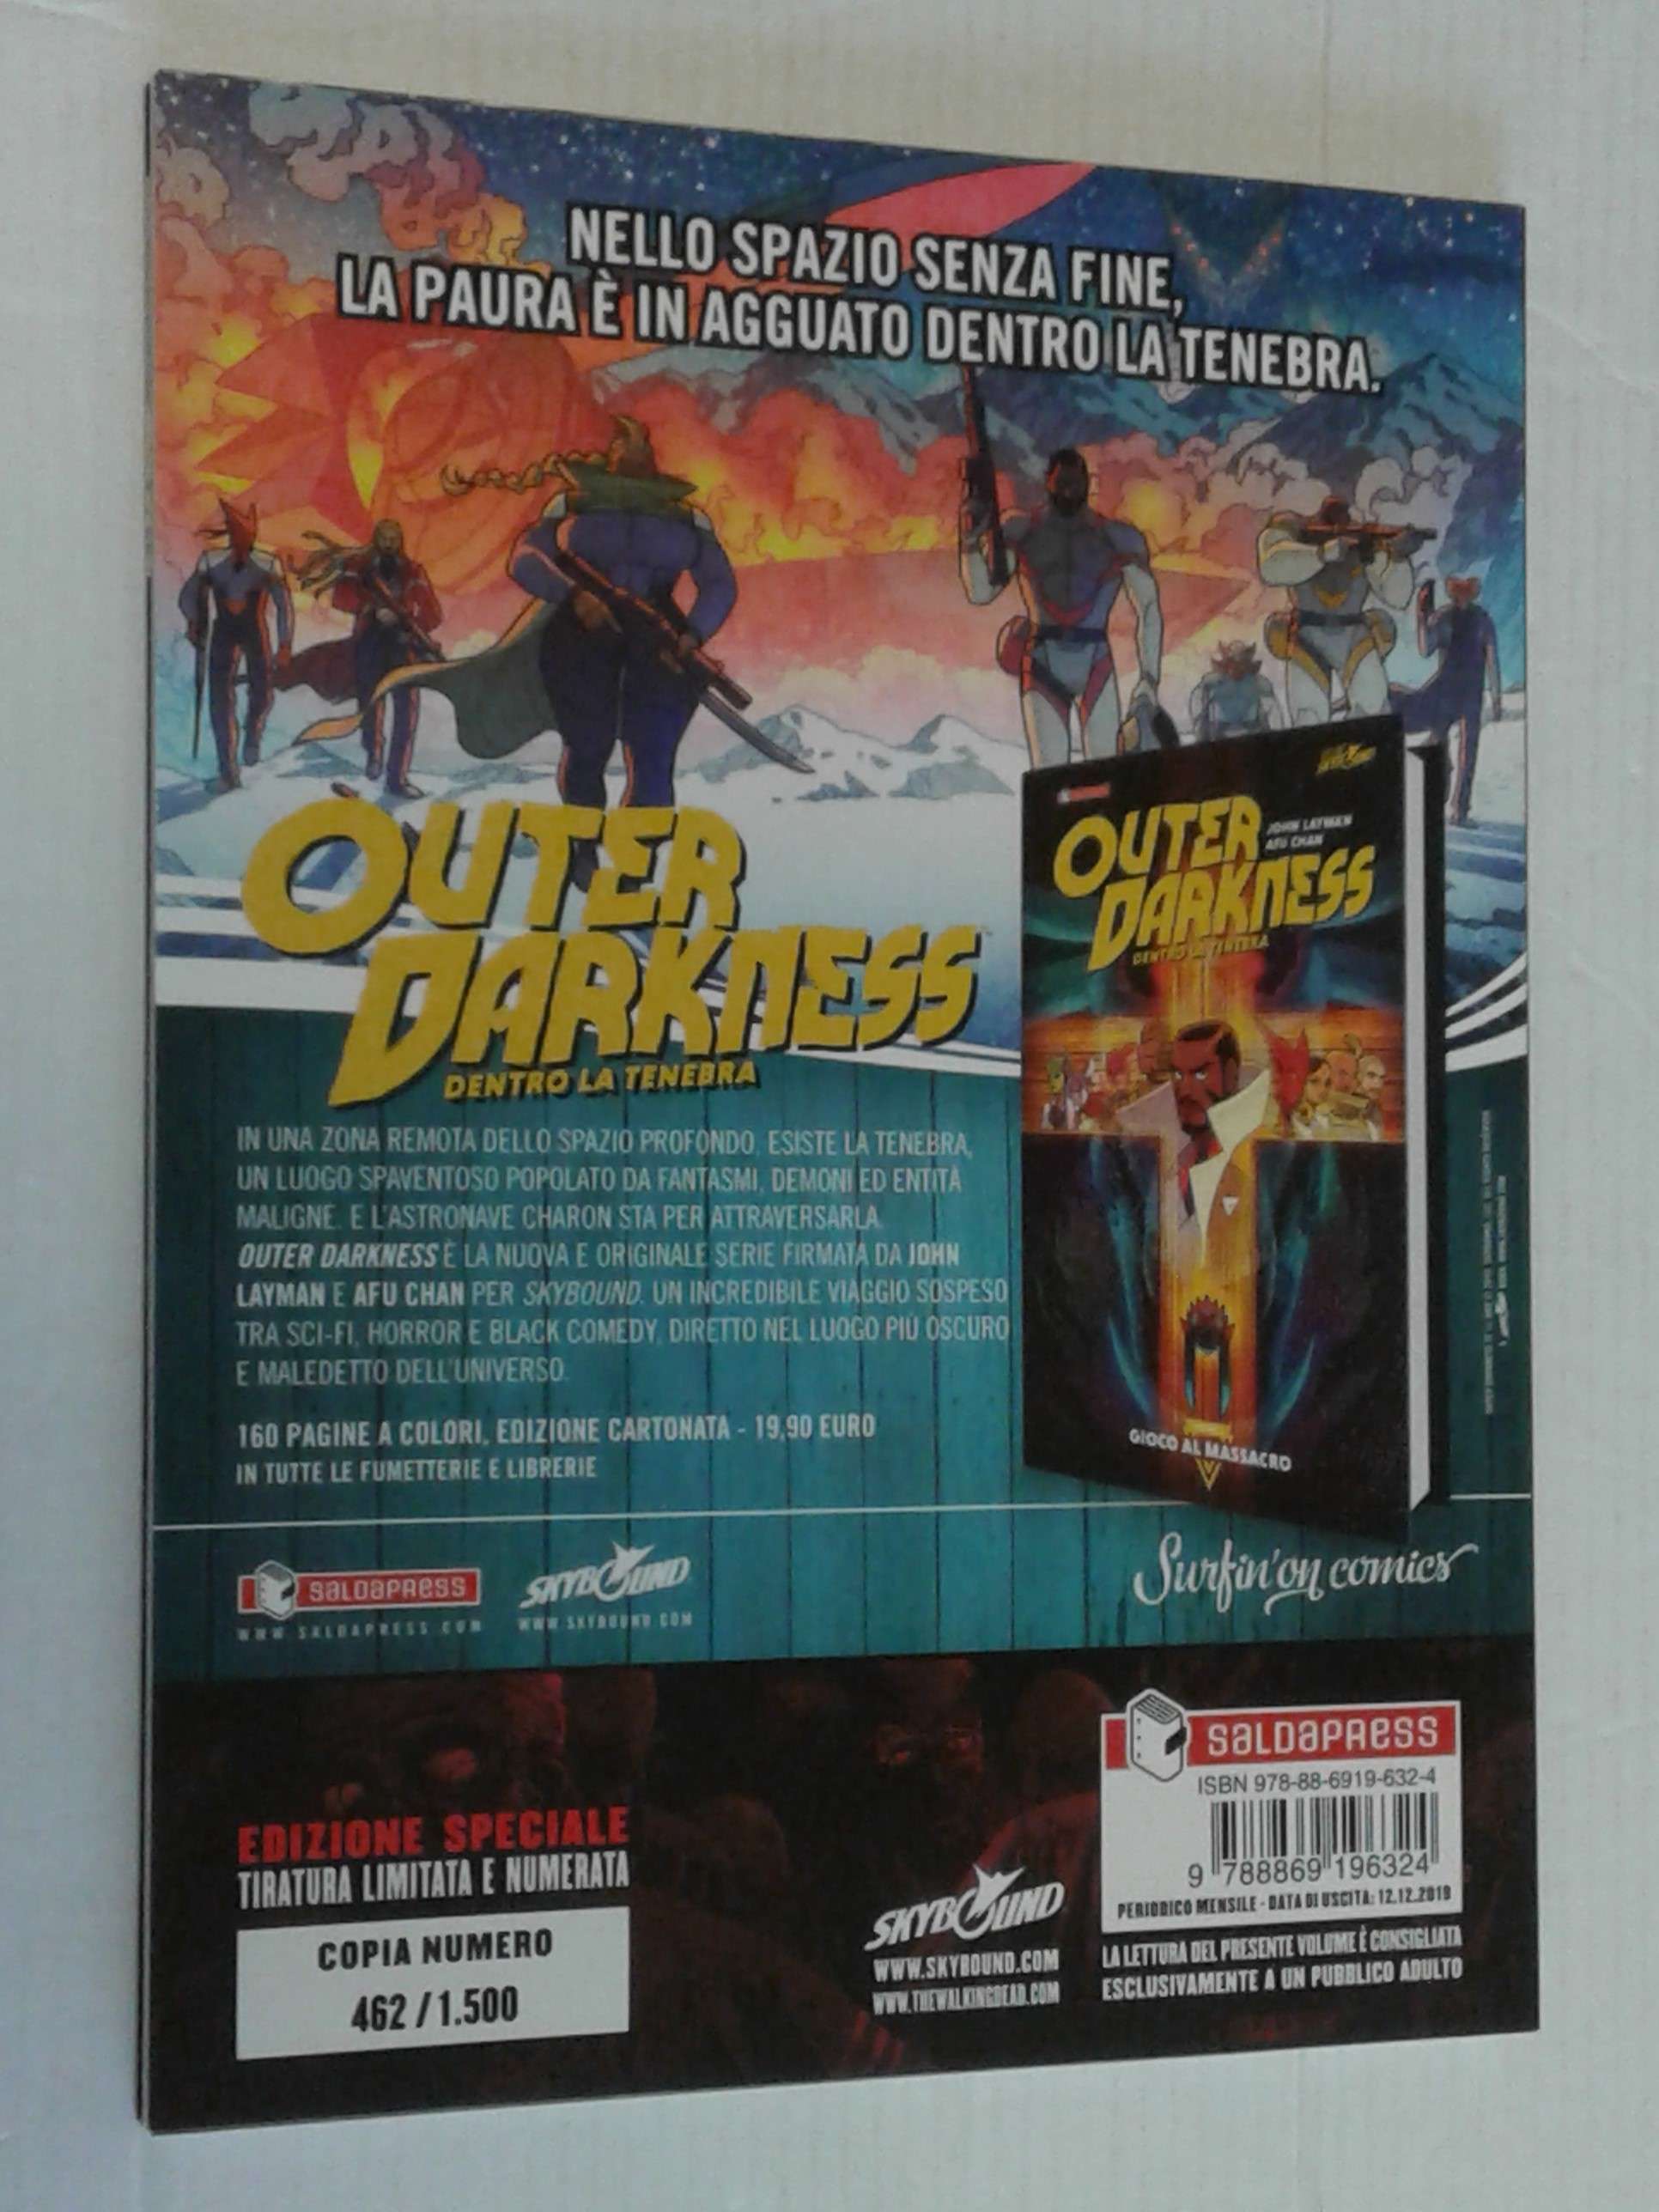 NELLO SPAZIO SENZA FINE,
LA PAURA È IN AGGUATO DENTRO LA TENEBRA.
OUTER
DARKNESS
DENTRO LA TENEBRA
IN UNA ZONA REMOTA DELLO SPAZIO PROFONDO, ESISTE LA TENEBRA,
UN LUOGO SPAVENTOSO POPOLATO DA FANTASMI, DEMONI ED ENTITÀ
MALIGNE. E L'ASTRONAVE CHARON STA PER ATTRAVERSARLA.
OUTER DARKNESS È LA NUOVA E ORIGINALE SERIE FIRMATA DA JOHN
LAYMAN E AFU CHAN PER SKYBOUND. UN INCREDIBILE VIAGGIO SOSPESO
TRA SCI-FI, HORROR E BLACK COMEDY, DIRETTO NEL LUOGO PIÙ OSCURO
E MALEDETTO DELL'UNIVERSO.
160 PAGINE A COLORI, EDIZIONE CARTONATA - 19,90 EURO
IN TUTTE LE FUMETTERIE E LIBRERIE
OUTER
DARKNESS
JOHN LAYMAN
AFU CHAN
DENTRO LA TENEBRA
GIOCO AL MASSACRO
SALDAPRESS
WWW.SALDAPRESS.COM
SKYBOUND
WWW.SKYBOUND.COM
Surfin'on comics
EDIZIONE SPECIALE
TIRATURA LIMITATA E NUMERATA
COPIA NUMERO
462 / 1.500
SKYBOUND
WWW.SKYBOUND.COM
WWW.THEWALKINGDEAD.COM
SALDAPRESS
ISBN 978-88-6919-632-4
9 788869 196324
PERIODICO MENSILE - DATA DI USCITA: 12.12.2019
LA LETTURA DEL PRESENTE VOLUME È CONSIGLIATA
ESCLUSIVAMENTE A UN PUBBLICO ADULTO